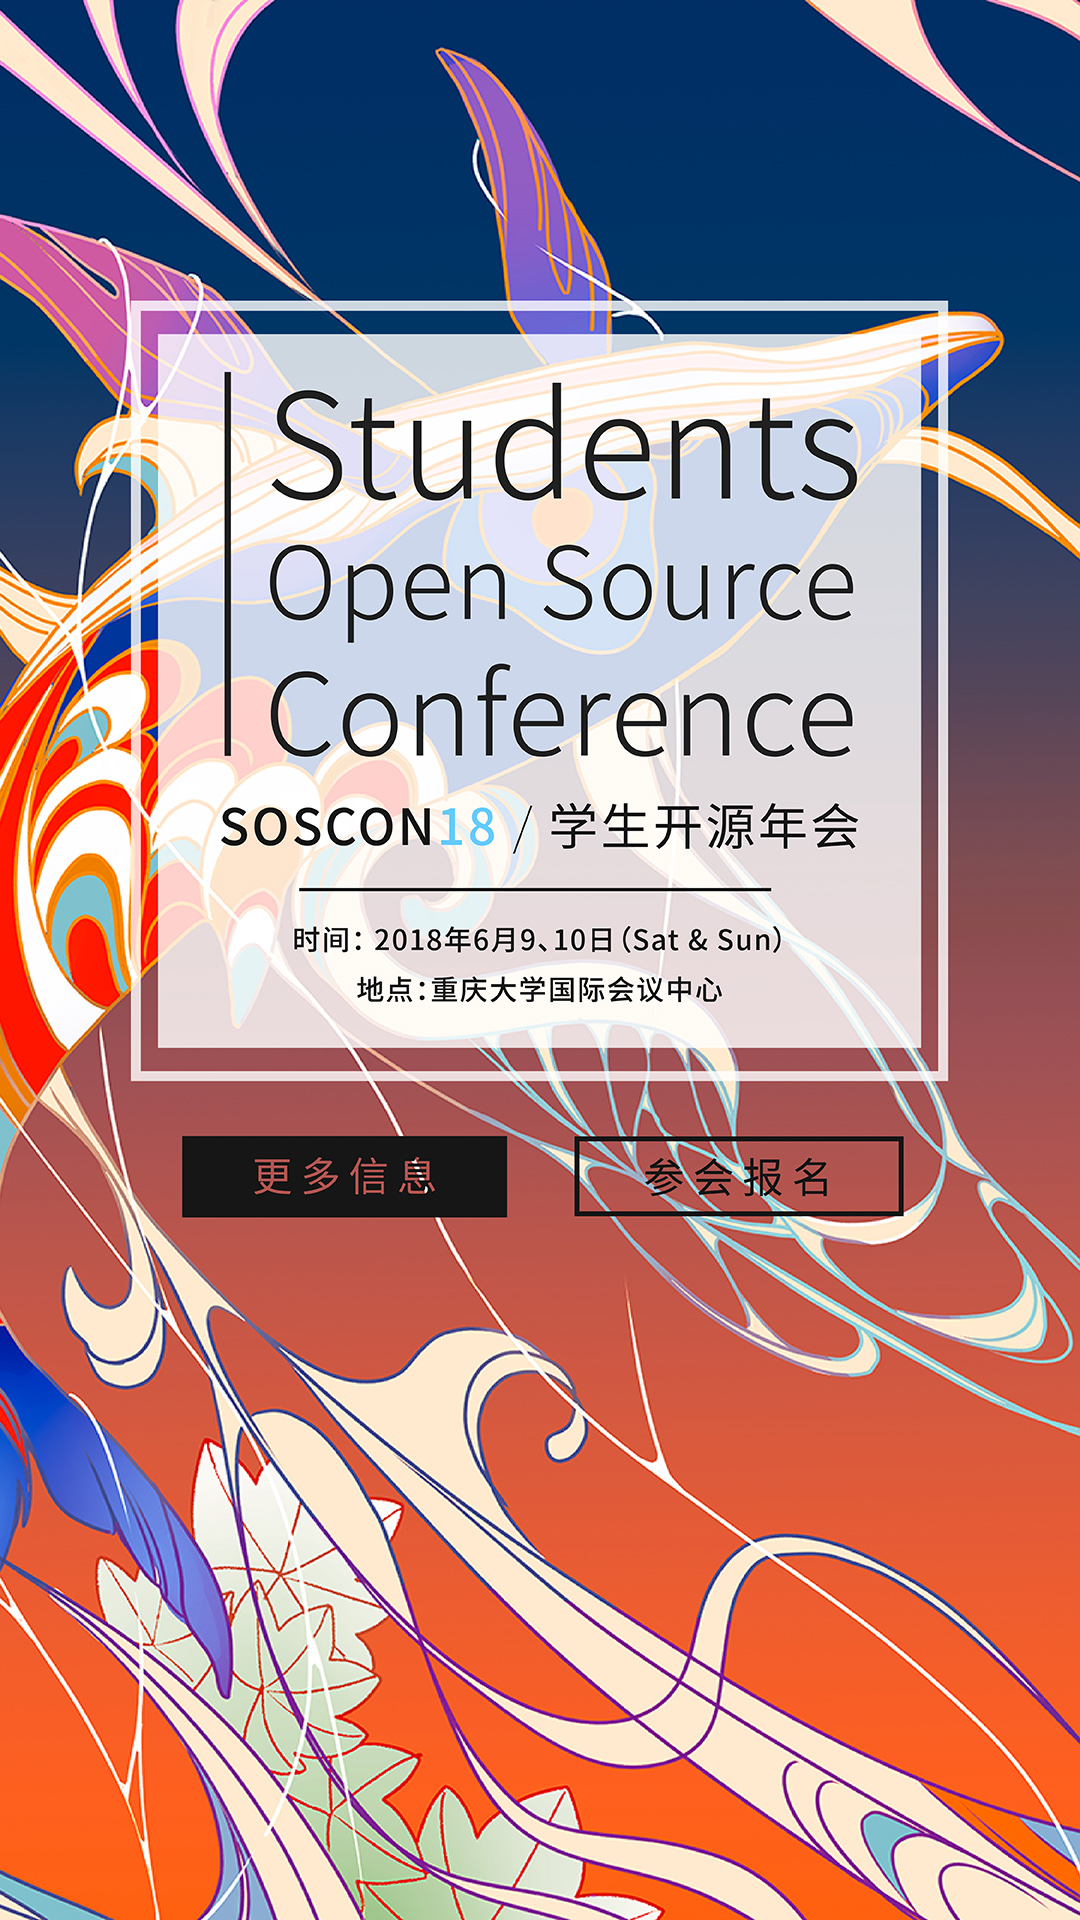 Students
Open Source
Conference
SOSCON18 / 学生开源年会
时间：2018年6月9、10日（Sat & Sun）
地点：重庆大学国际会议中心
更多信息
参会报名